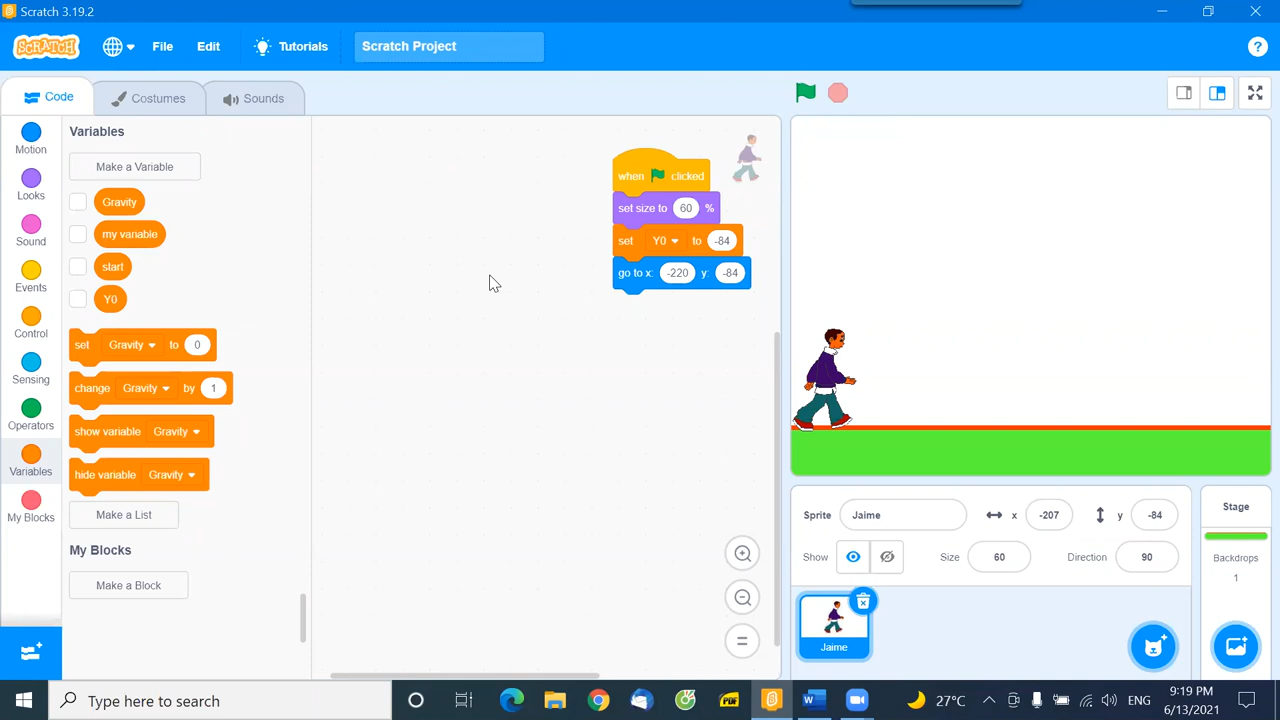 Scratch 3.19.2
SCRATCH
File
Edit
Tutorials
Scratch Project
?
Code
Costumes
Sounds
Motion
Looks
Sound
Events
Control
Sensing
Operators
Variables
My Blocks
Variables
Make a Variable
Gravity
my variable
start
Y0
set Gravity to 0
change Gravity by 1
show variable Gravity
hide variable Gravity
Make a List
My Blocks
Make a Block
when clicked
set size to 60 %
set Y0 to -84
go to x: -220 y: -84
Sprite Jaime x -207 y -84
Show Size 60 Direction 90
Jaime
Stage
Backdrops
1
Type here to search
PDF
W
27°C
ENG
9:19 PM
6/13/2021